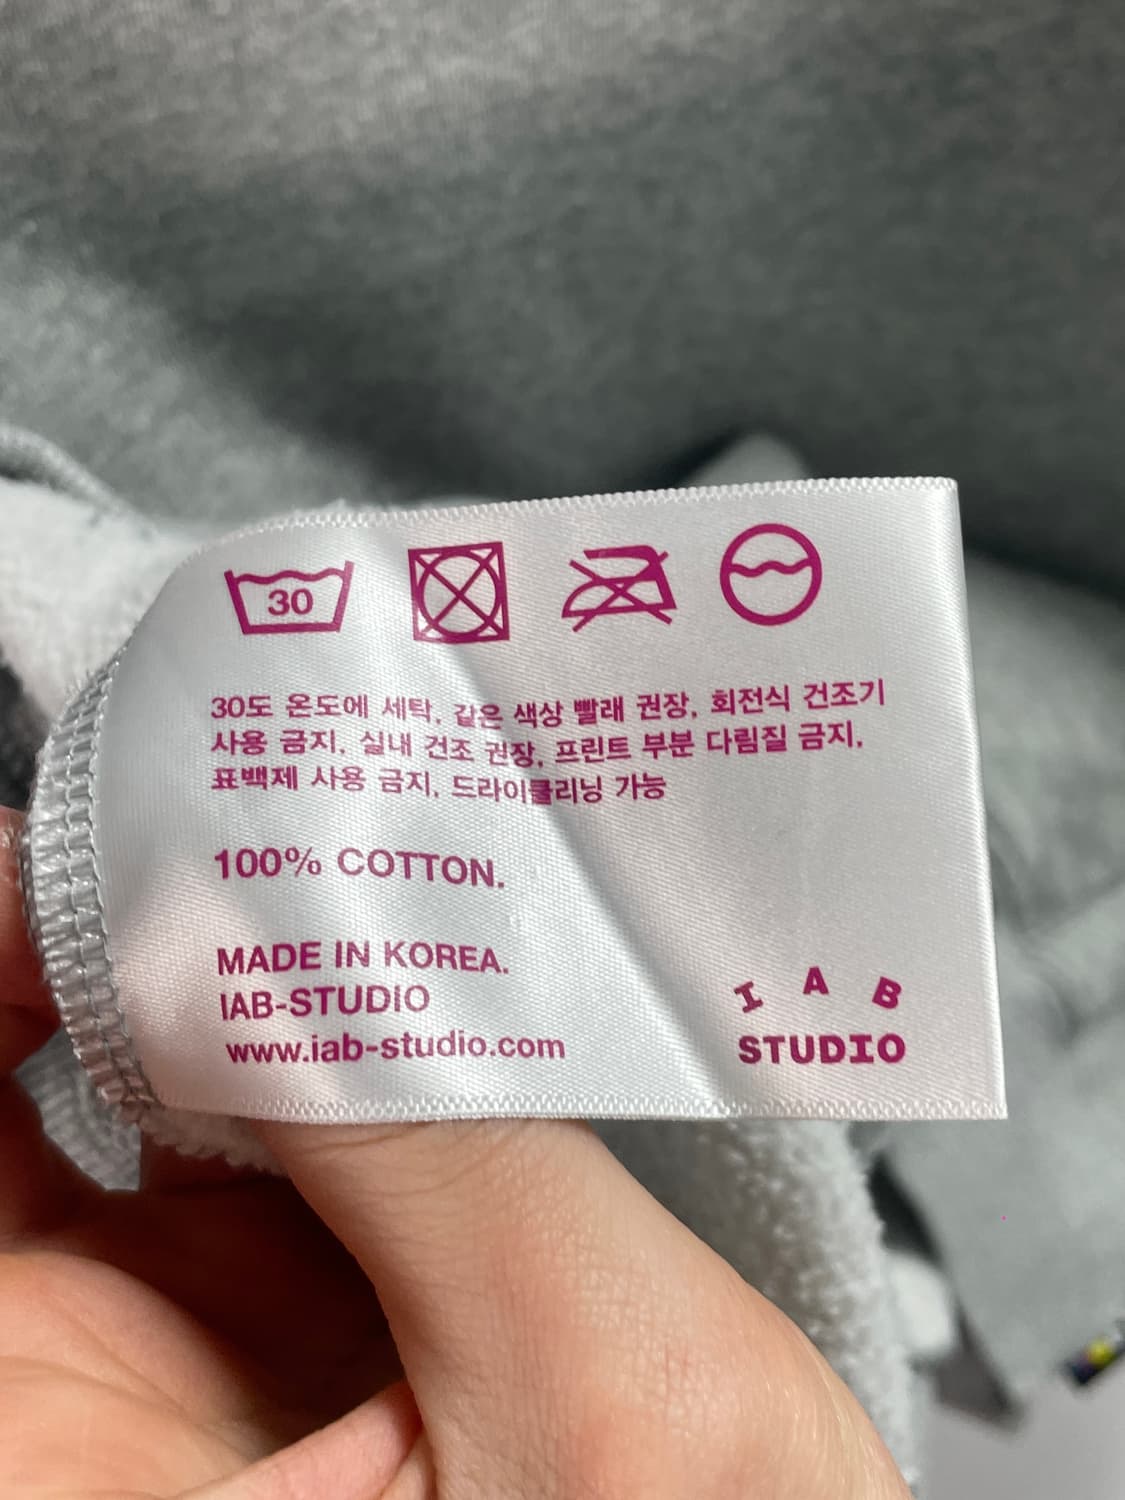 30
30도 온도에 세탁, 같은 색상 빨래 권장, 회전식 건조기
사용 금지, 실내 건조 권장, 프린트 부분 다림질 금지,
표백제 사용 금지, 드라이클리닝 가능
100% COTTON.
MADE IN KOREA.
IAB-STUDIO
www.iab-studio.com
I A B
STUDIO